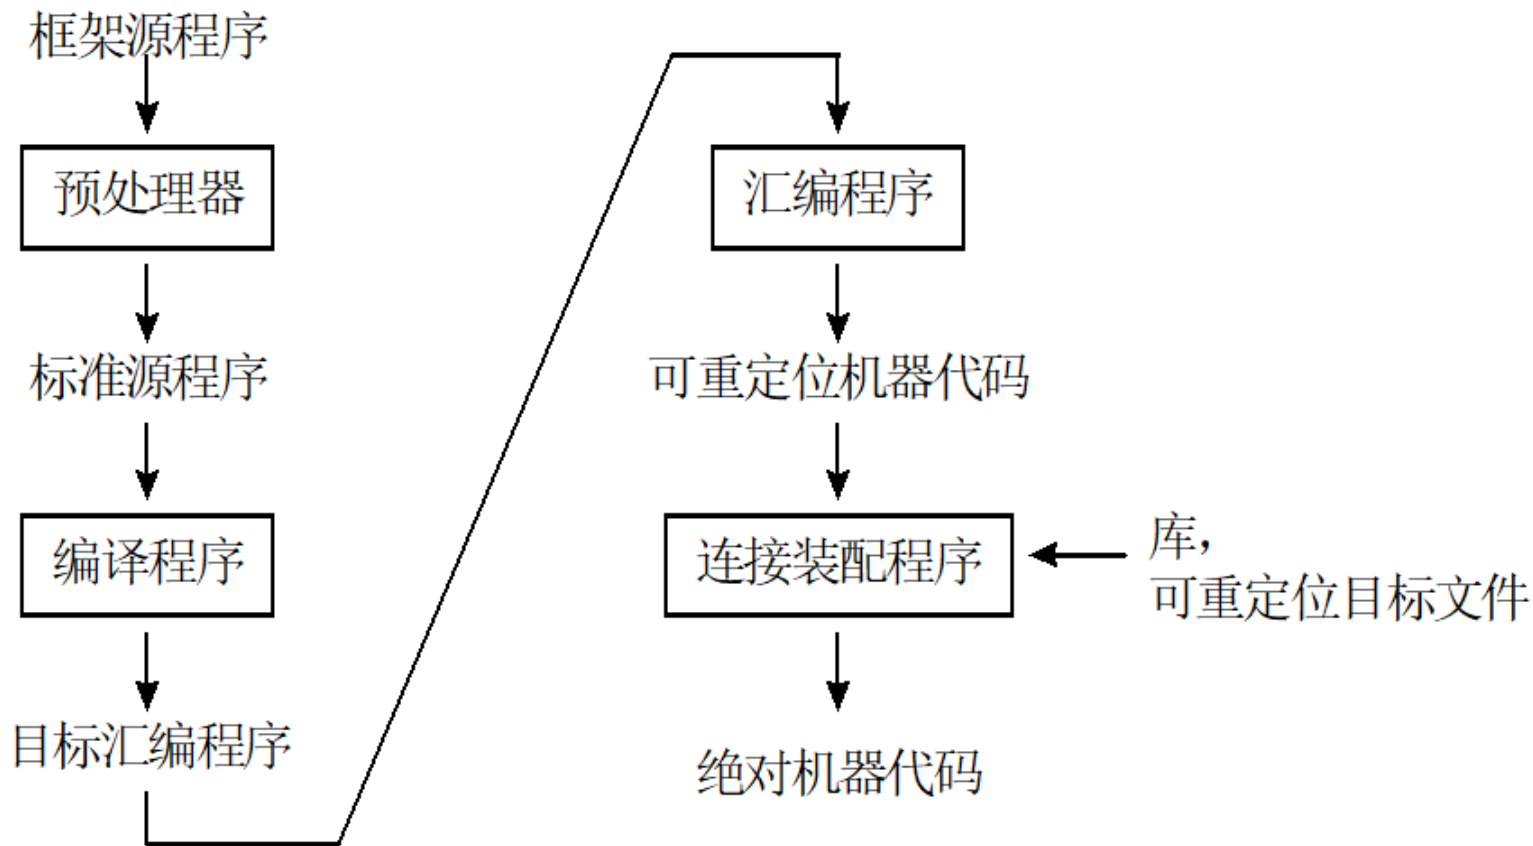 框架源程序
预处理器
标准源程序
编译程序
目标汇编程序
汇编程序
可重定位机器代码
连接装配程序
库，
可重定位目标文件
绝对机器代码